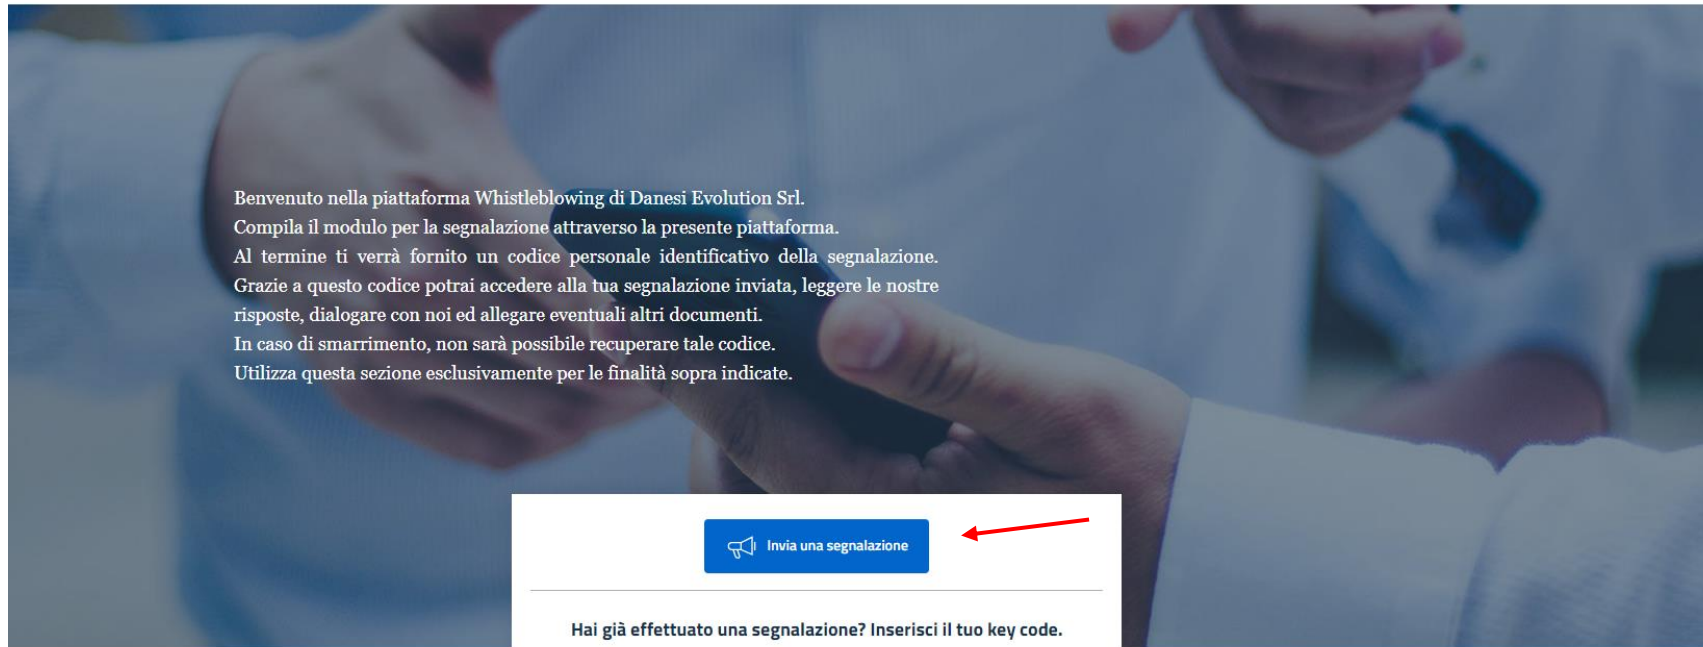 Benvenuto nella piattaforma Whistleblowing di Danesi Evolution Srl.
Compila il modulo per la segnalazione attraverso la presente piattaforma.
Al termine ti verrà fornito un codice personale identificativo della segnalazione.
Grazie a questo codice potrai accedere alla tua segnalazione inviata, leggere le nostre
risposte, dialogare con noi ed allegare eventuali altri documenti.
In caso di smarrimento, non sarà possibile recuperare tale codice.
Utilizza questa sezione esclusivamente per le finalità sopra indicate.
Invia una segnalazione
Hai già effettuato una segnalazione? Inserisci il tuo key code.